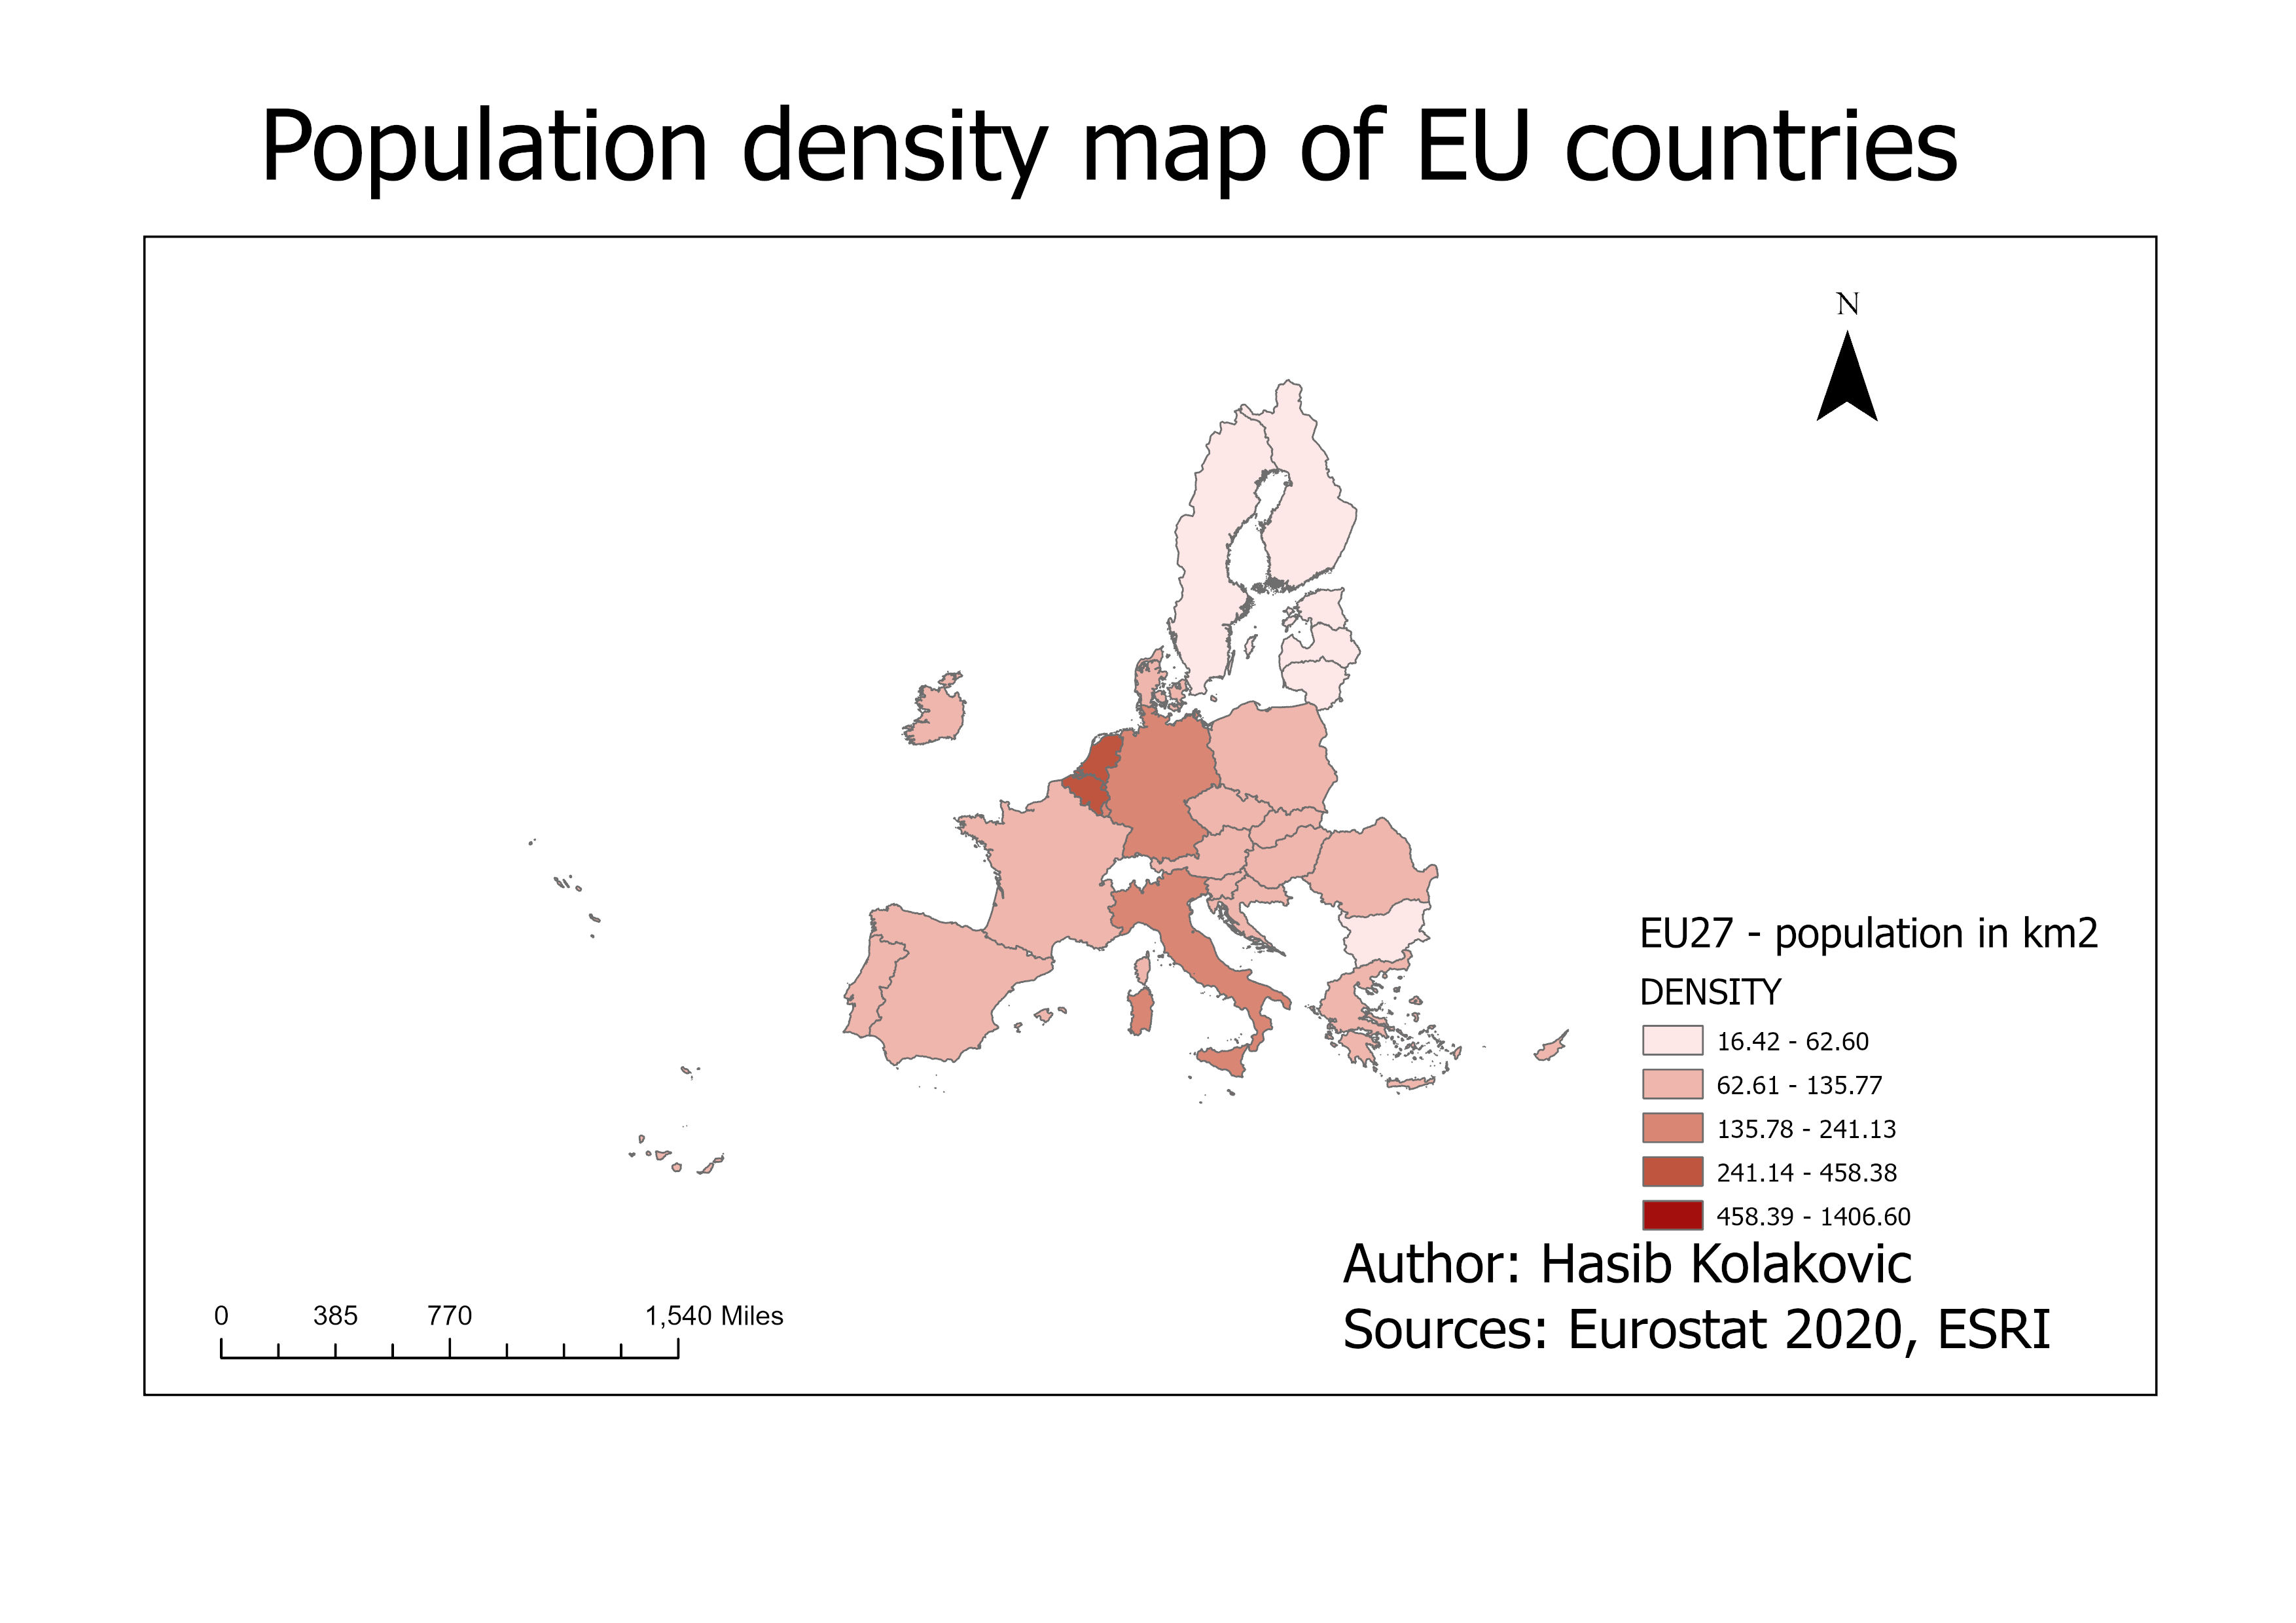 Population density map of EU countries
N
EU27 - population in km2
DENSITY
16.42 - 62.60
62.61 - 135.77
135.78 - 241.13
241.14 - 458.38
458.39 - 1406.60
Author: Hasib Kolakovic
Sources: Eurostat 2020, ESRI
0 385 770 1,540 Miles